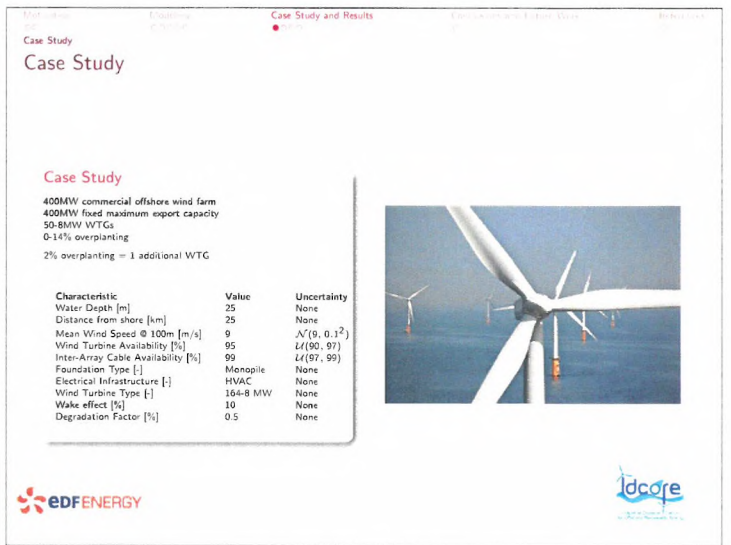 Case Study and Results
Case Study
Case Study
Case Study
400MW commercial offshore wind farm
400MW fixed maximum export capacity
50-8MW WTGs
0-14% overplanting
2% overplanting = 1 additional WTG
Characteristic Value Uncertainty
Water Depth [m] 25 None
Distance from shore [km] 25 None
Mean Wind Speed @ 100m [m/s] 9 𝒩(9, 0.1²)
Wind Turbine Availability [%] 95 𝒰(90, 97)
Inter-Array Cable Availability [%] 99 𝒰(97, 99)
Foundation Type [-] Monopile None
Electrical Infrastructure [-] HVAC None
Wind Turbine Type [-] 164-8 MW None
Wake effect [%] 10 None
Degradation Factor [%] 0.5 None
edf ENERGY
idcore